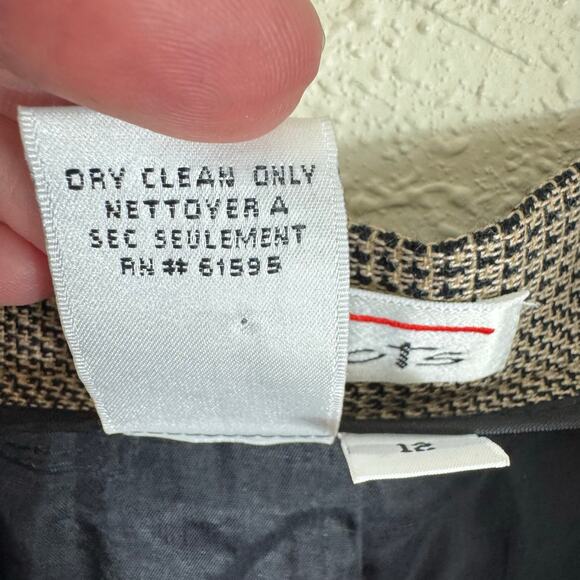 DRY CLEAN ONLY
NETTOYER A
SEC SEULEMENT
RN # 61595
12